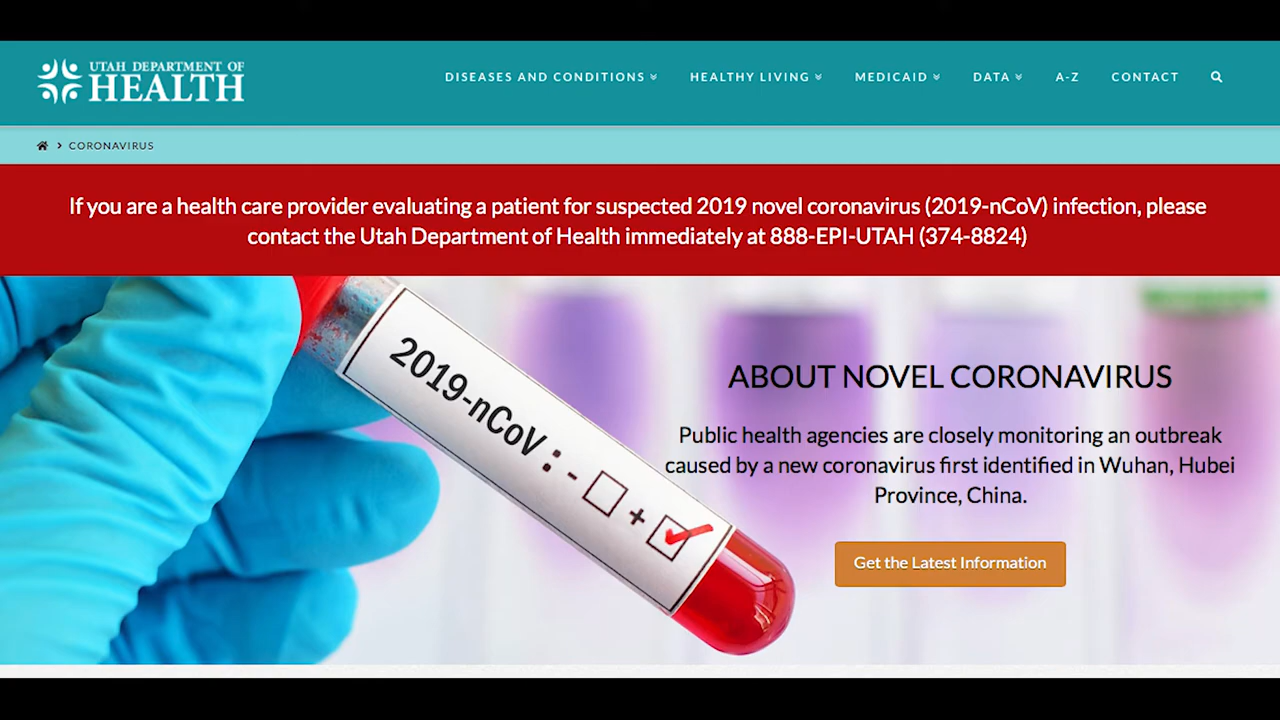 UTAH DEPARTMENT OF
HEALTH
DISEASES AND CONDITIONS HEALTHY LIVING MEDICAID DATA A-Z CONTACT
CORONAVIRUS
If you are a health care provider evaluating a patient for suspected 2019 novel coronavirus (2019-nCoV) infection, please
contact the Utah Department of Health immediately at 888-EPI-UTAH (374-8824)
2019-nCoV : - +
ABOUT NOVEL CORONAVIRUS
Public health agencies are closely monitoring an outbreak
caused by a new coronavirus first identified in Wuhan, Hubei
Province, China.
Get the Latest Information